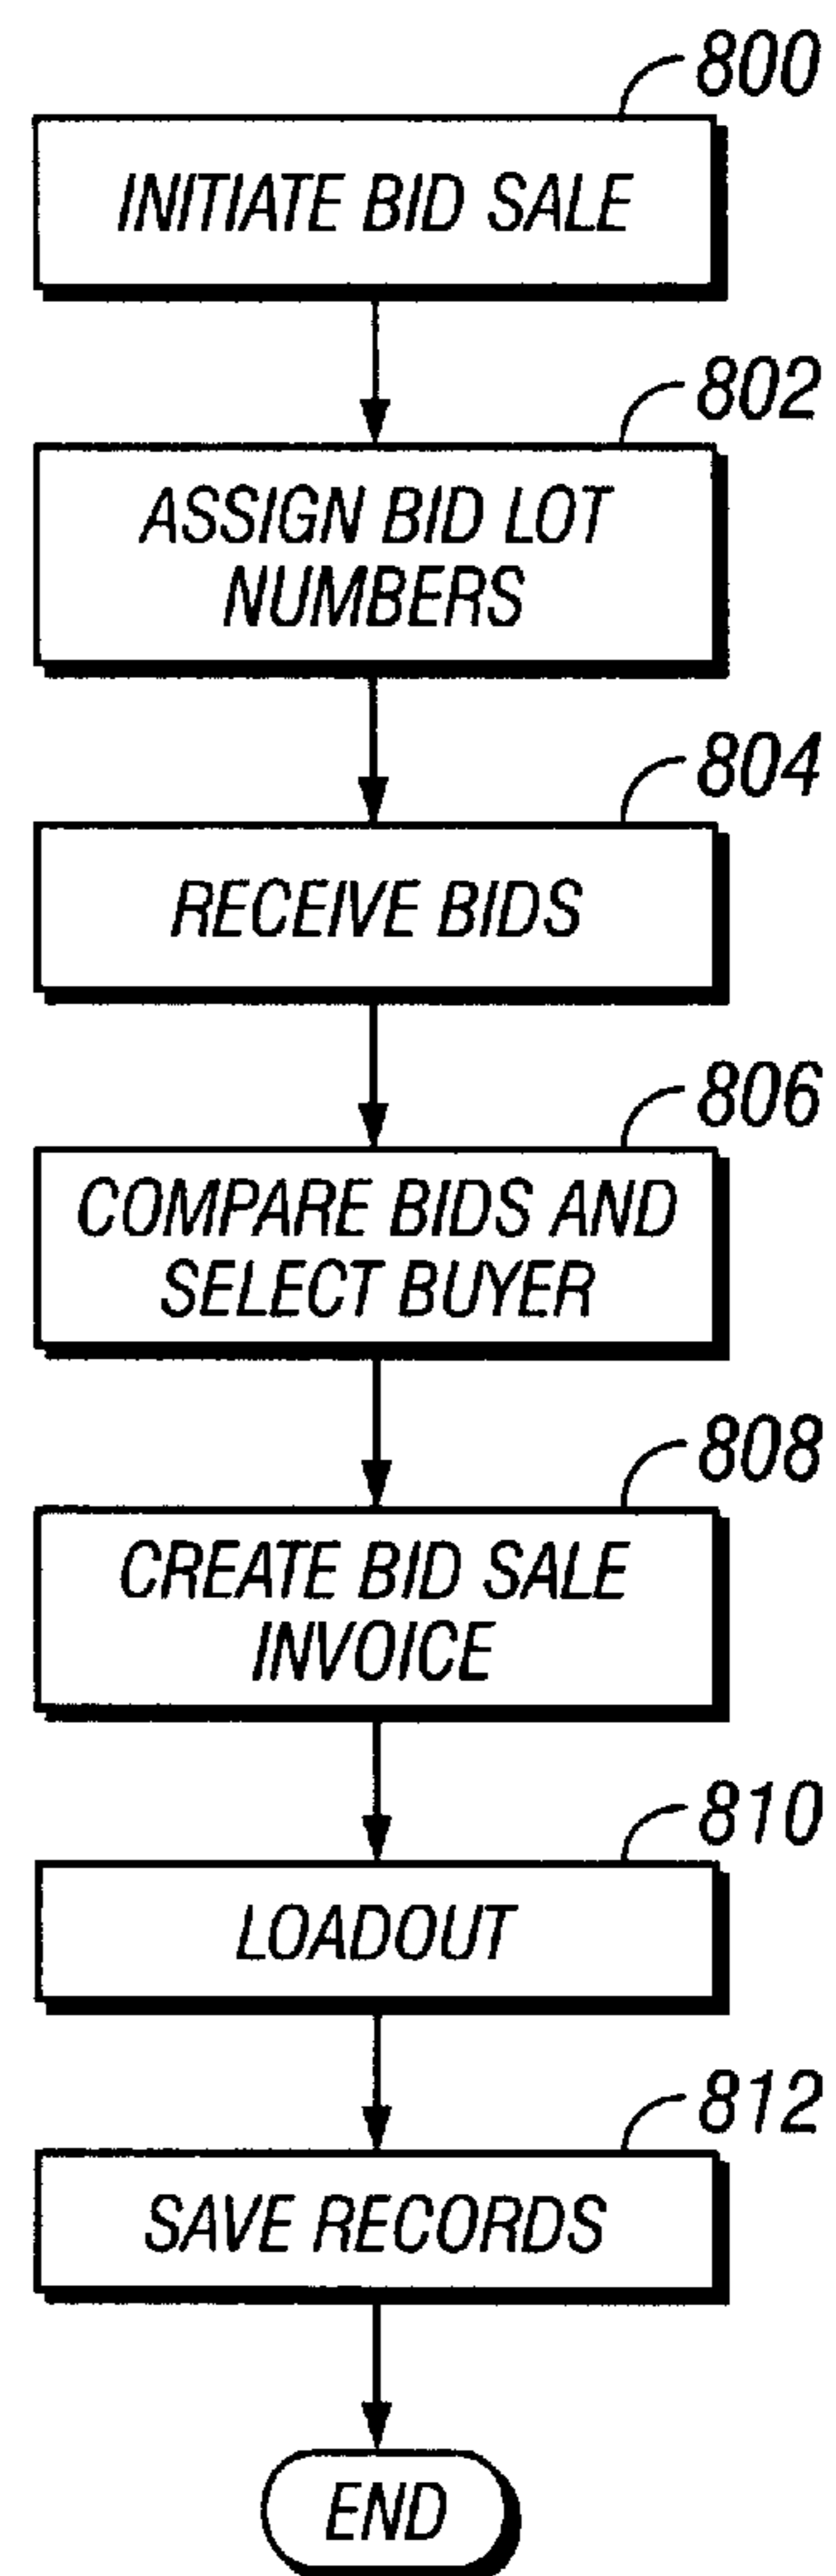 800
INITIATE BID SALE
802
ASSIGN BID LOT
NUMBERS
804
RECEIVE BIDS
806
COMPARE BIDS AND
SELECT BUYER
808
CREATE BID SALE
INVOICE
810
LOADOUT
812
SAVE RECORDS
END